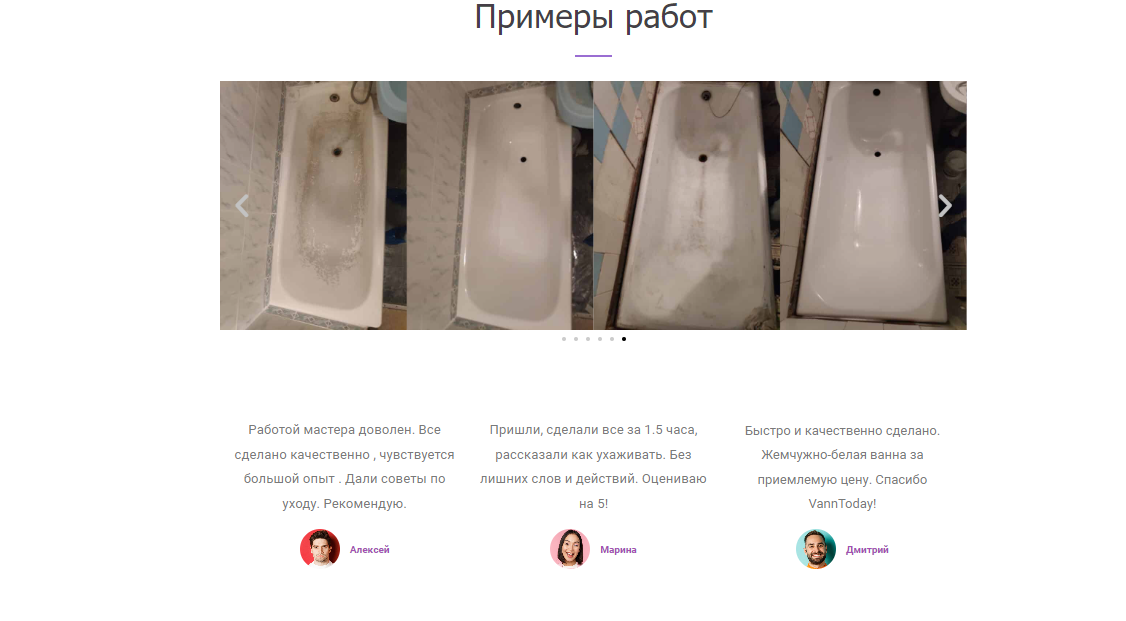 Примеры работ
Работой мастера доволен. Все
сделано качественно , чувствуется
большой опыт . Дали советы по
уходу. Рекомендую.
Алексей
Пришли, сделали все за 1.5 часа,
рассказали как ухаживать. Без
лишних слов и действий. Оцениваю
на 5!
Марина
Быстро и качественно сделано.
Жемчужно-белая ванна за
приемлемую цену. Спасибо
VannToday!
Дмитрий